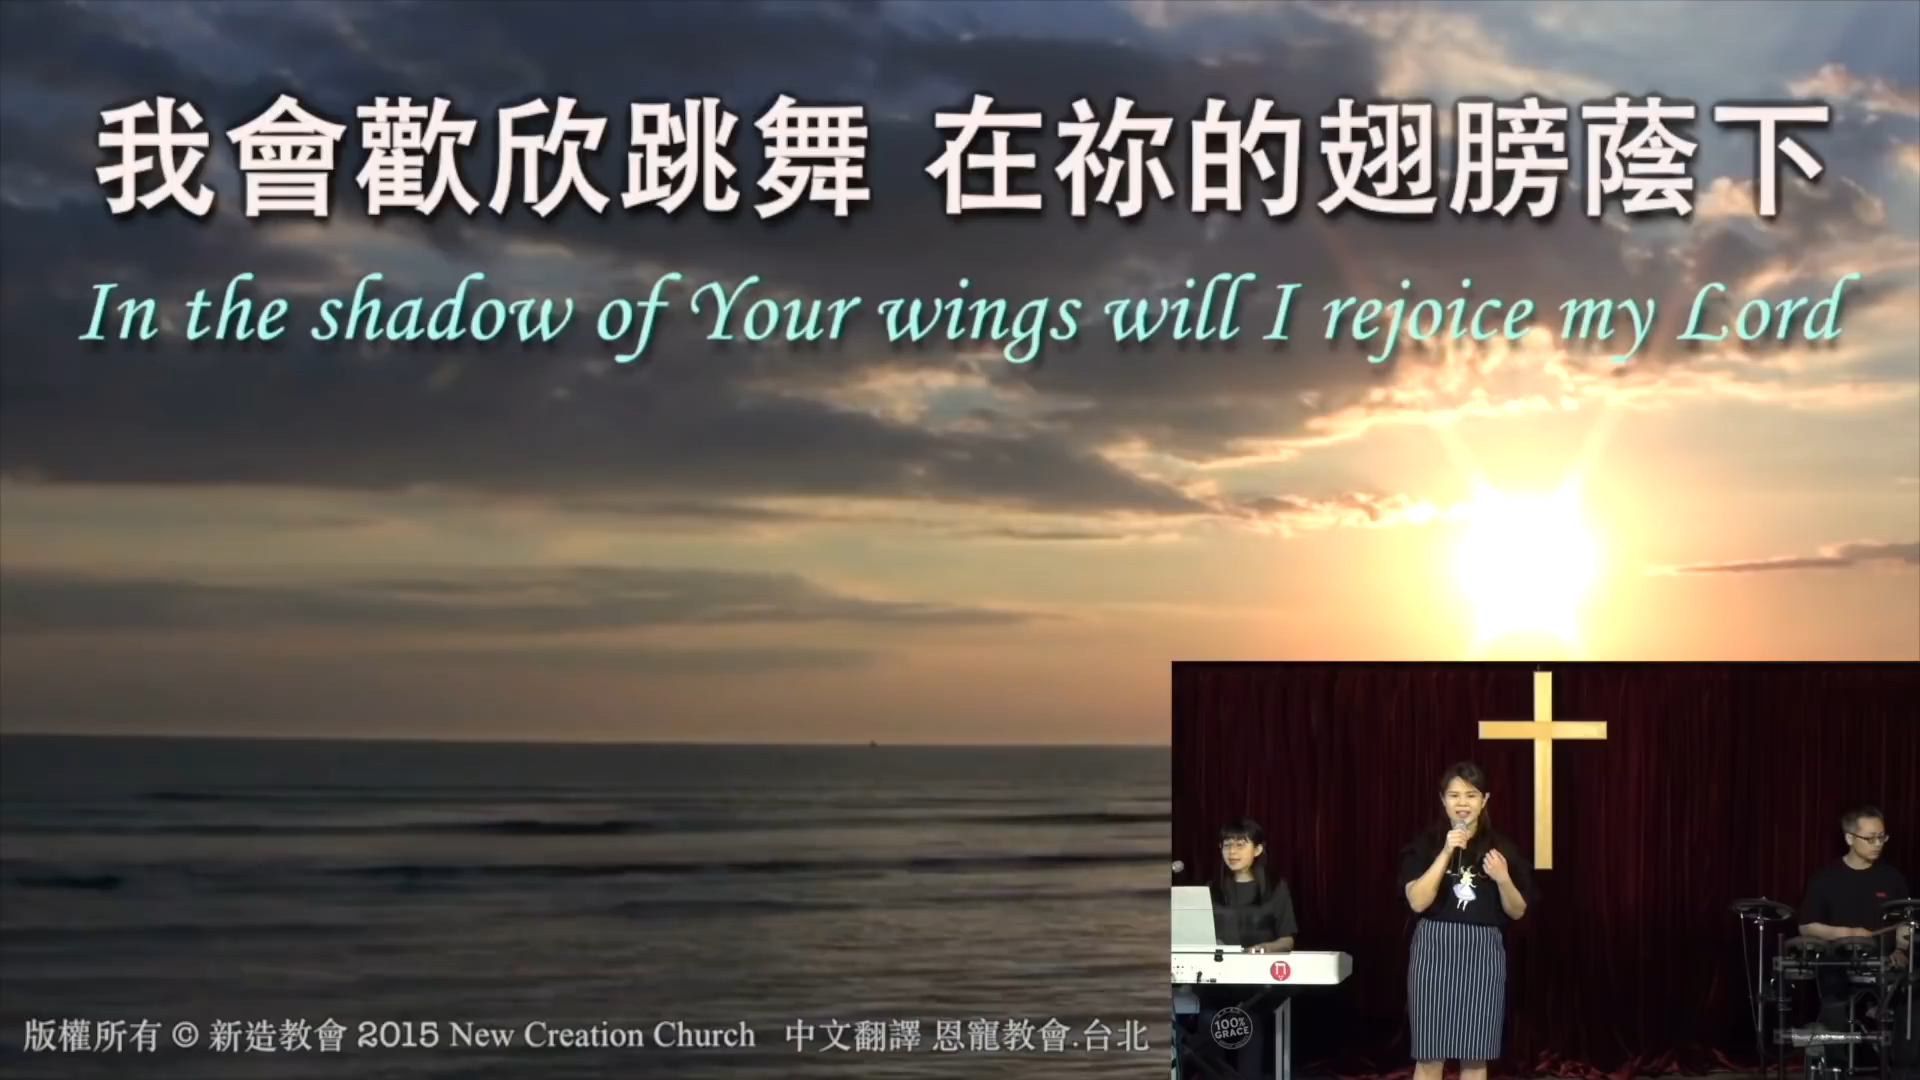 我會歡欣跳舞 在祢的翅膀蔭下
In the shadow of Your wings will I rejoice my Lord
版權所有 © 新造教會 2015 New Creation Church 中文翻譯 恩寵教會.台北
100%
GRACE